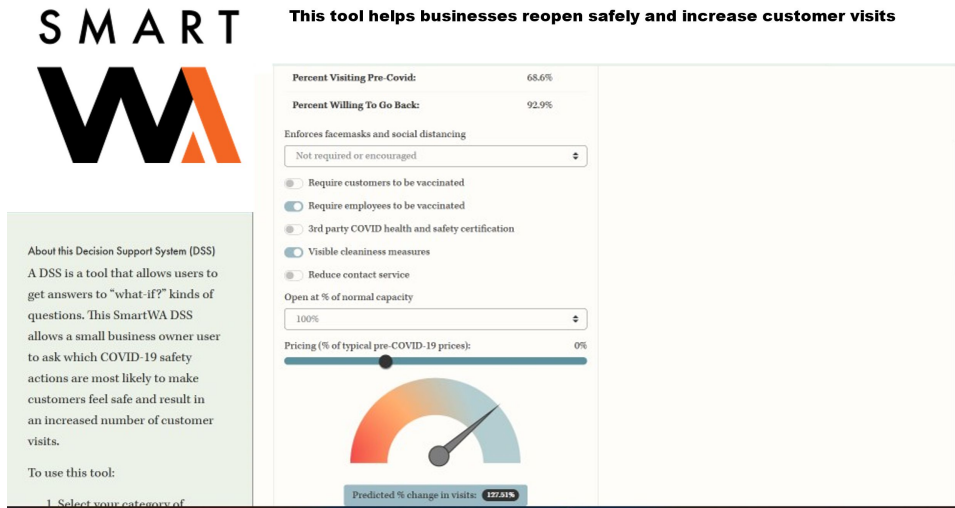 SMART
This tool helps businesses reopen safely and increase customer visits
WA
Percent Visiting Pre-Covid: 68.6%
Percent Willing To Go Back: 92.9%
Enforces facemasks and social distancing
Not required or encouraged
Require customers to be vaccinated
Require employees to be vaccinated
3rd party COVID health and safety certification
Visible cleaniness measures
Reduce contact service
Open at % of normal capacity
100%
Pricing (% of typical pre-COVID-19 prices): 0%
Predicted % change in visits: 127.51%
About this Decision Support System (DSS)
A DSS is a tool that allows users to
get answers to “what-if?” kinds of
questions. This SmartWA DSS
allows a small business owner user
to ask which COVID-19 safety
actions are most likely to make
customers feel safe and result in
an increased number of customer
visits.
To use this tool:
1. Select your category of